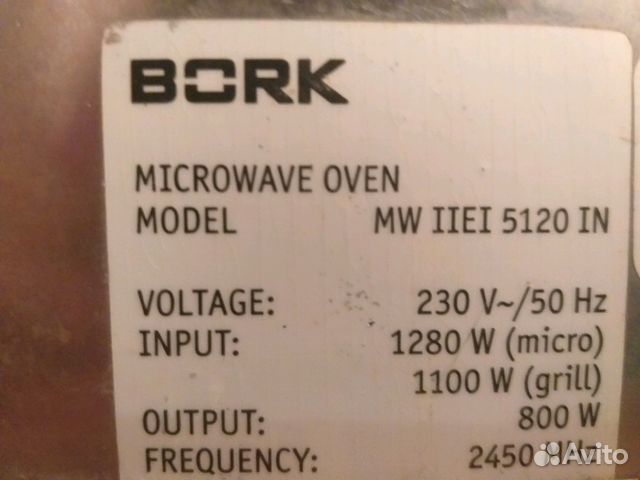 BORK
MICROWAVE OVEN
MODEL MW IIEI 5120 IN
VOLTAGE: 230 V~/50 Hz
INPUT: 1280 W (micro)
1100 W (grill)
OUTPUT: 800 W
FREQUENCY: 2450 MHz
Avito